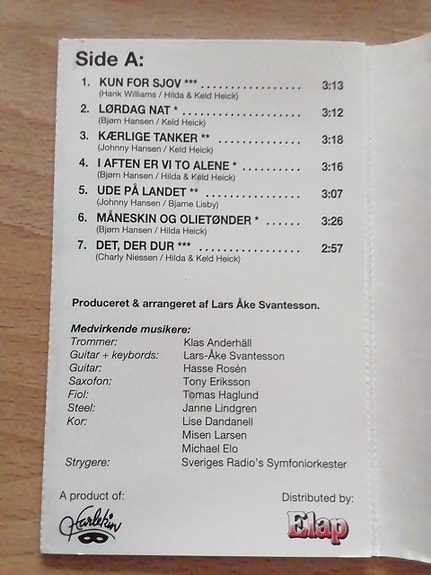 Side A:
1. KUN FOR SJOV *** ................. 3:13
(Hank Williams / Hilda & Keld Heick)
2. LØRDAG NAT * ..................... 3:12
(Bjørn Hansen / Keld Heick)
3. KÆRLIGE TANKER ** ............... 3:18
(Johnny Hansen / Keld Heick)
4. I AFTEN ER VI TO ALENE * .......... 3:16
(Bjørn Hansen / Hilda & Keld Heick)
5. UDE PÅ LANDET ** ................. 3:07
(Johnny Hansen / Bjarne Lisby)
6. MÅNESKIN OG OLIETØNDER * ....... 3:26
(Bjørn Hansen / Hilda Heick)
7. DET, DER DUR *** .................. 2:57
(Charly Niessen / Hilda & Keld Heick)
Produceret & arrangeret af Lars Åke Svantesson.
Medvirkende musikere:
Trommer: Klas Anderhäll
Guitar + keybords: Lars-Åke Svantesson
Guitar: Hasse Rosén
Saxofon: Tony Eriksson
Fiol: Tomas Haglund
Steel: Janne Lindgren
Kor: Lise Dandanell
Misen Larsen
Michael Elo
Strygere: Sveriges Radio's Symfoniorkester
A product of: Distributed by:
Harlekin Elap